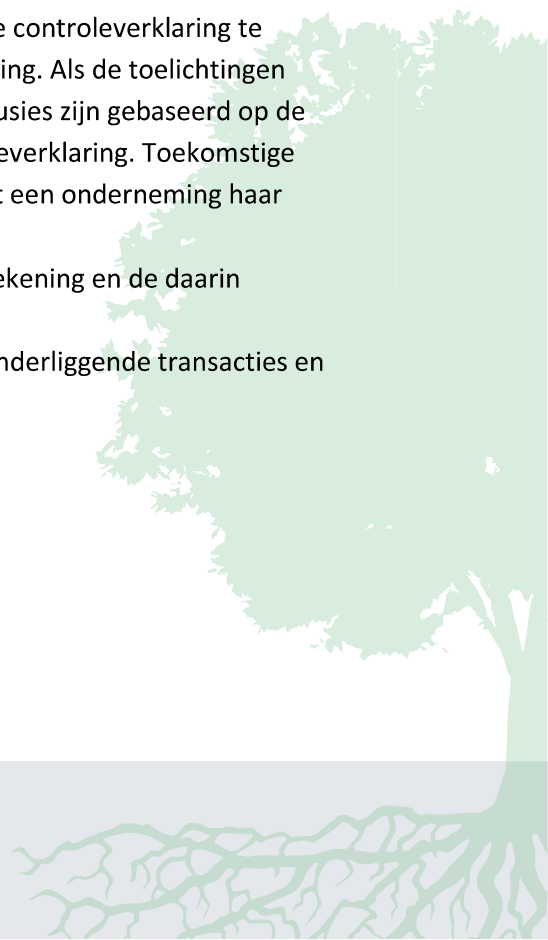 controleverklaring te
ing. Als de toelichtingen
usies zijn gebaseerd op de
everklaring. Toekomstige
een onderneming haar
ekening en de daarin
nderliggende transacties en